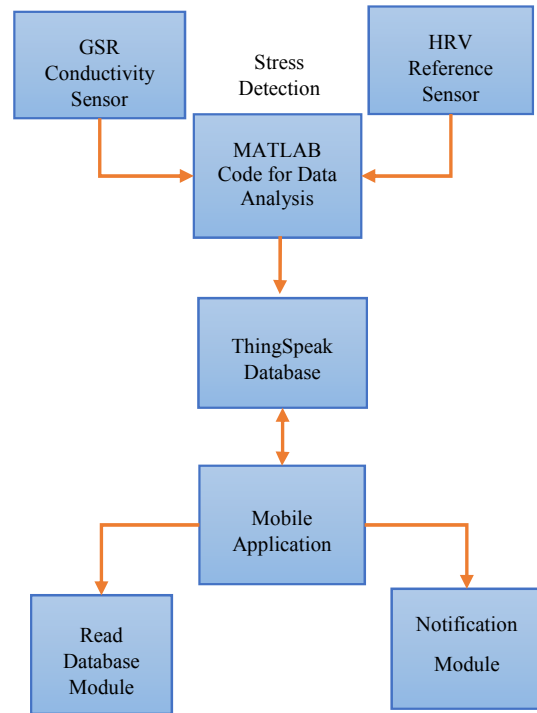 GSR
Conductivity
Sensor
Stress
Detection
HRV
Reference
Sensor
MATLAB
Code for Data
Analysis
ThingSpeak
Database
Mobile
Application
Read
Database
Module
Notification
Module